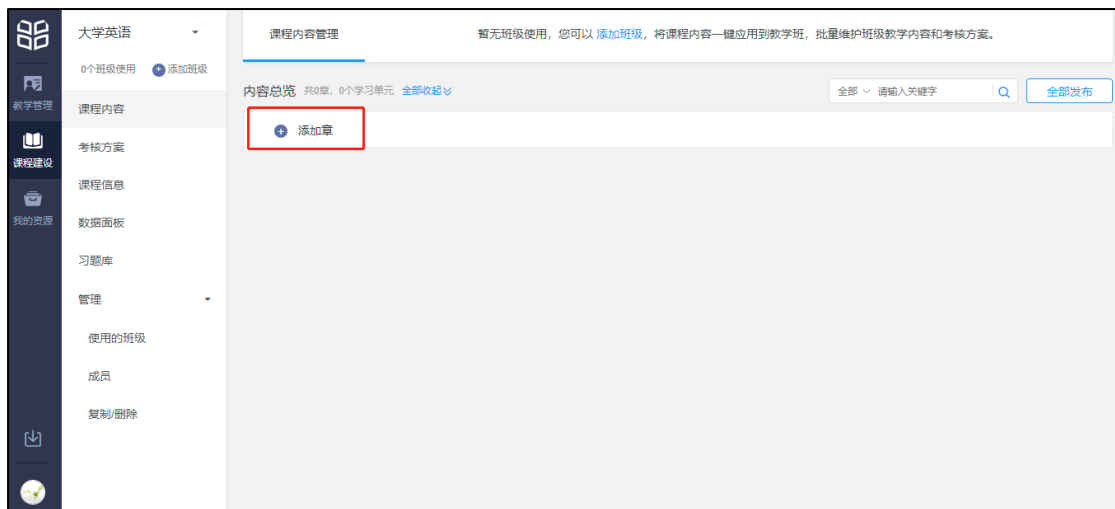 教学管理
课程建设
我的资源
大学英语
0个班级使用 添加班级
课程内容
考核方案
课程信息
数据面板
习题库
管理
使用的班级
成员
复制/删除
课程内容管理
暂无班级使用，您可以 添加班级，将课程内容一键应用到教学班，批量维护班级教学内容和考核方案。
内容总览 共0章，0个学习单元 全部收起
全部 请输入关键字
全部发布
添加章